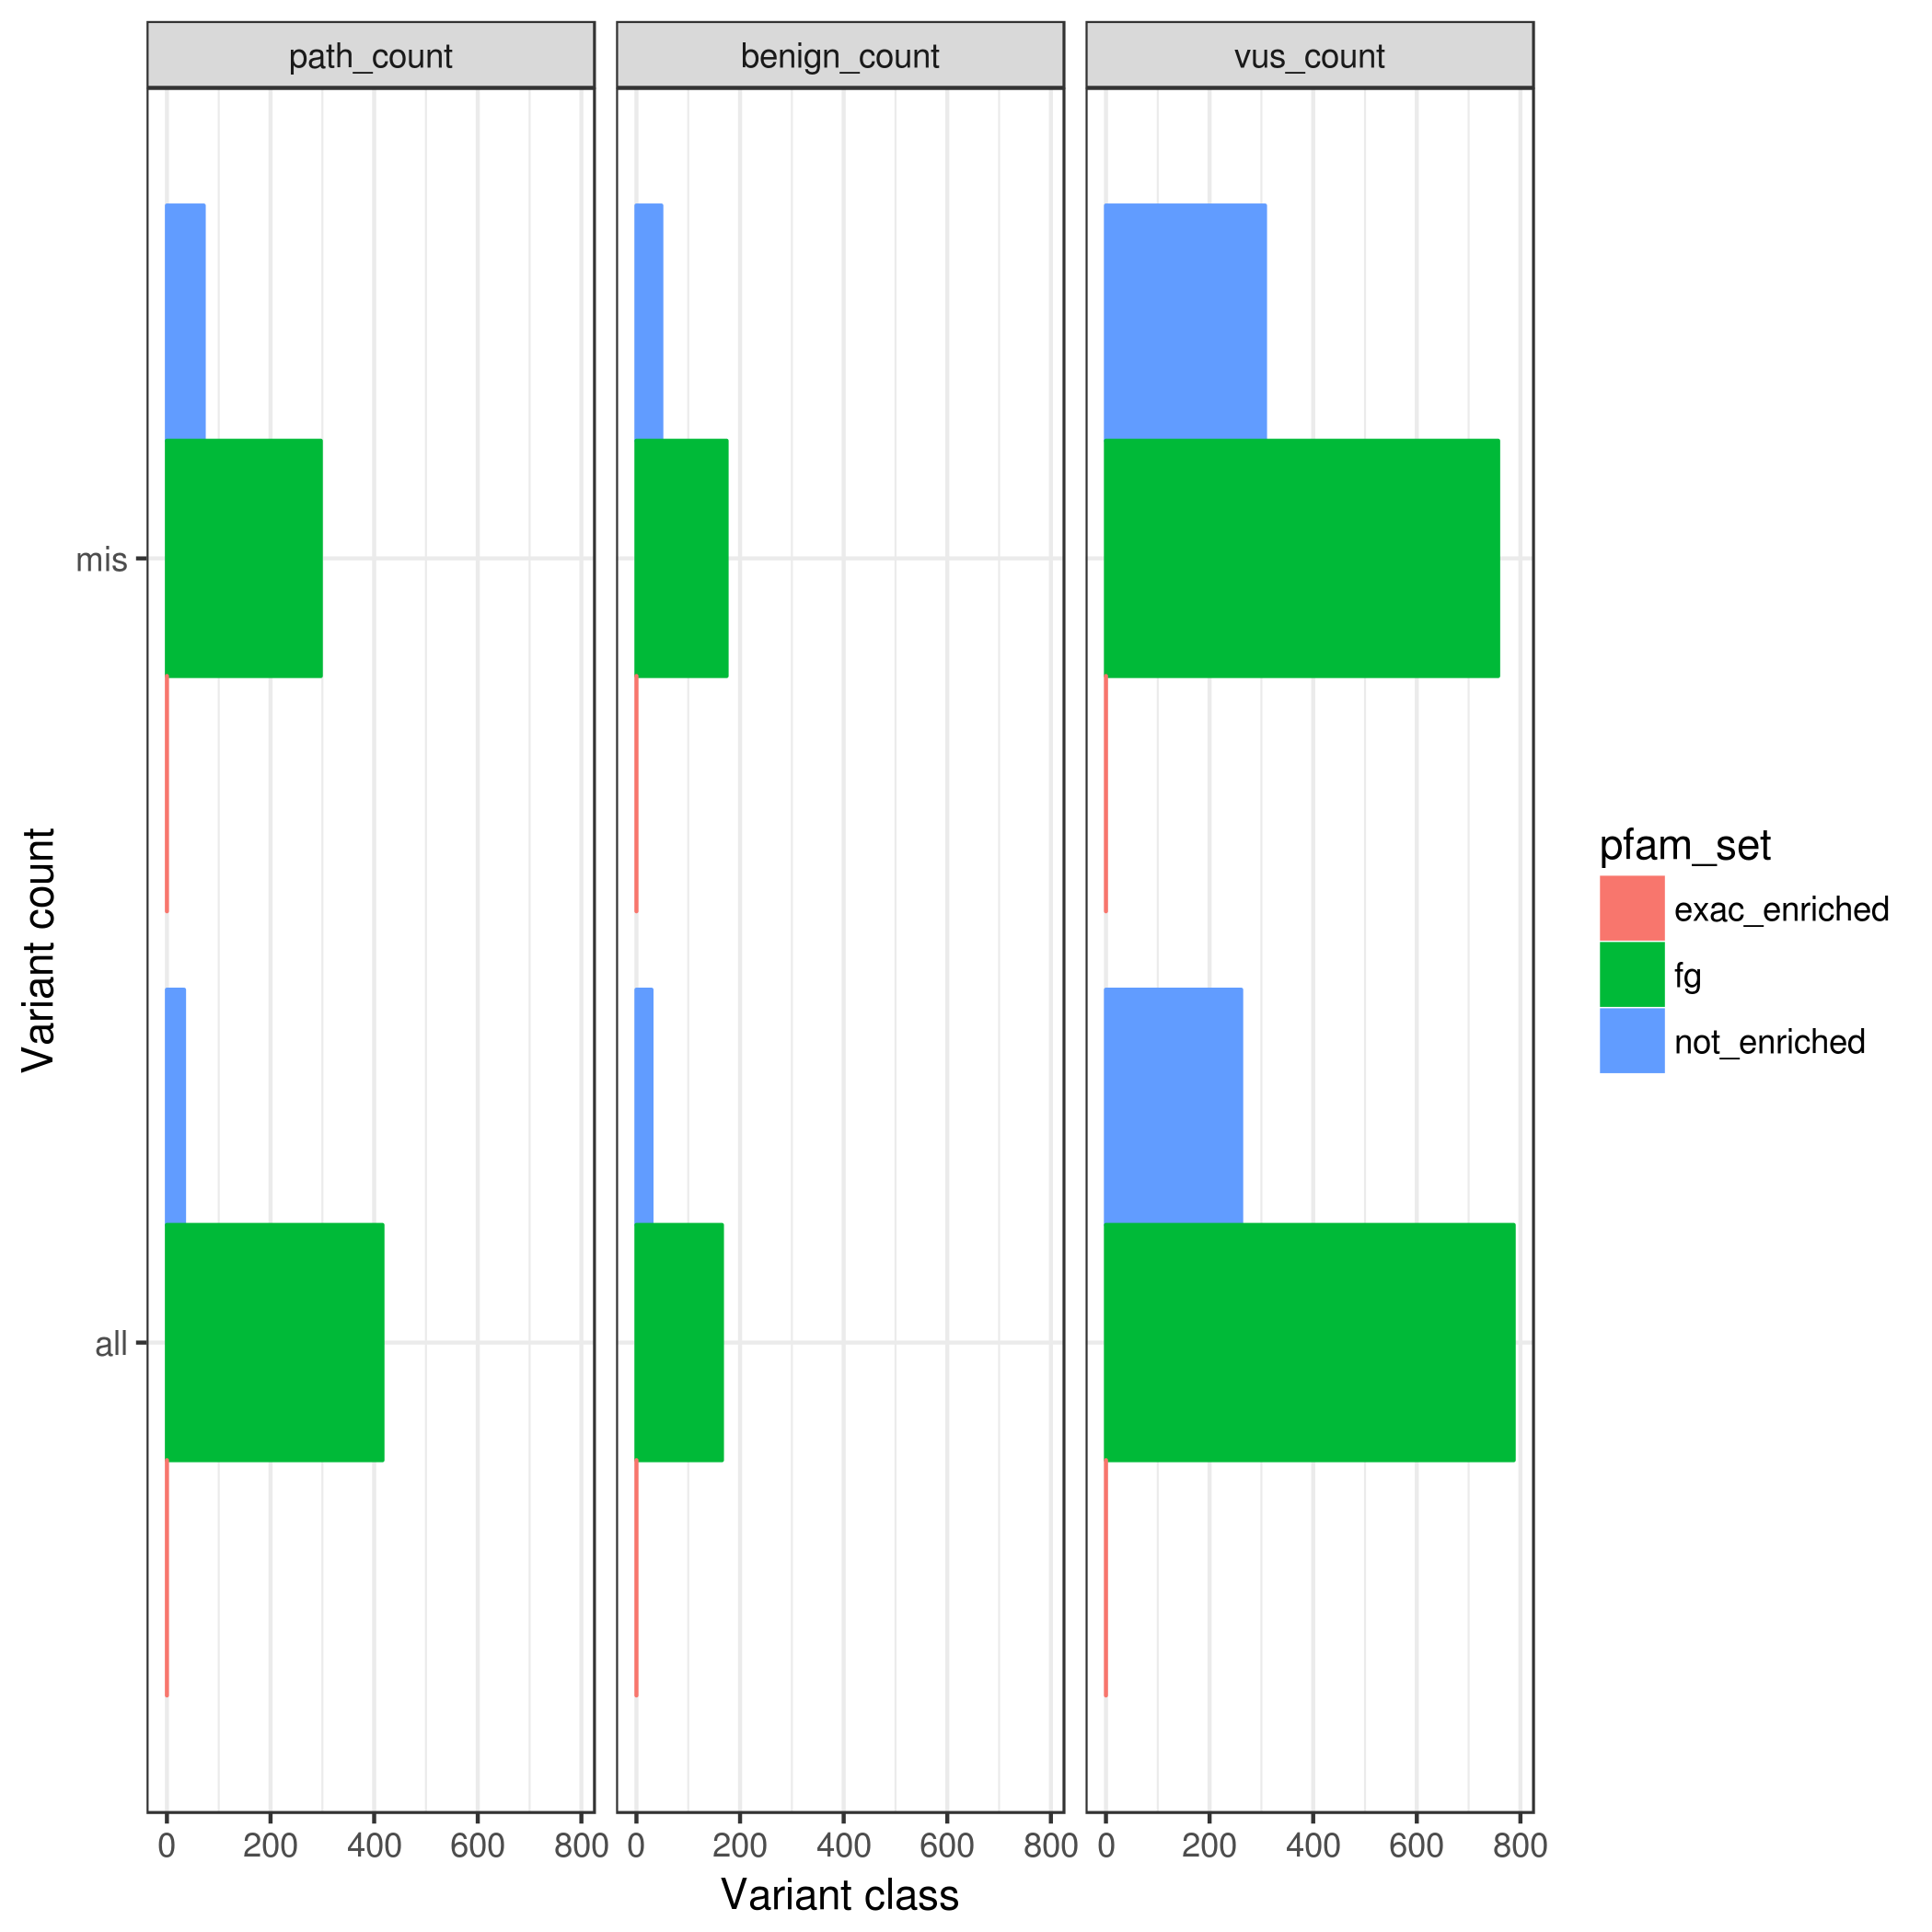 path_count
benign_count
vus_count
mis
all
Variant count
0 200 400 600 800
0 200 400 600 800
0 200 400 600 800
Variant class
pfam_set
exac_enriched
fg
not_enriched